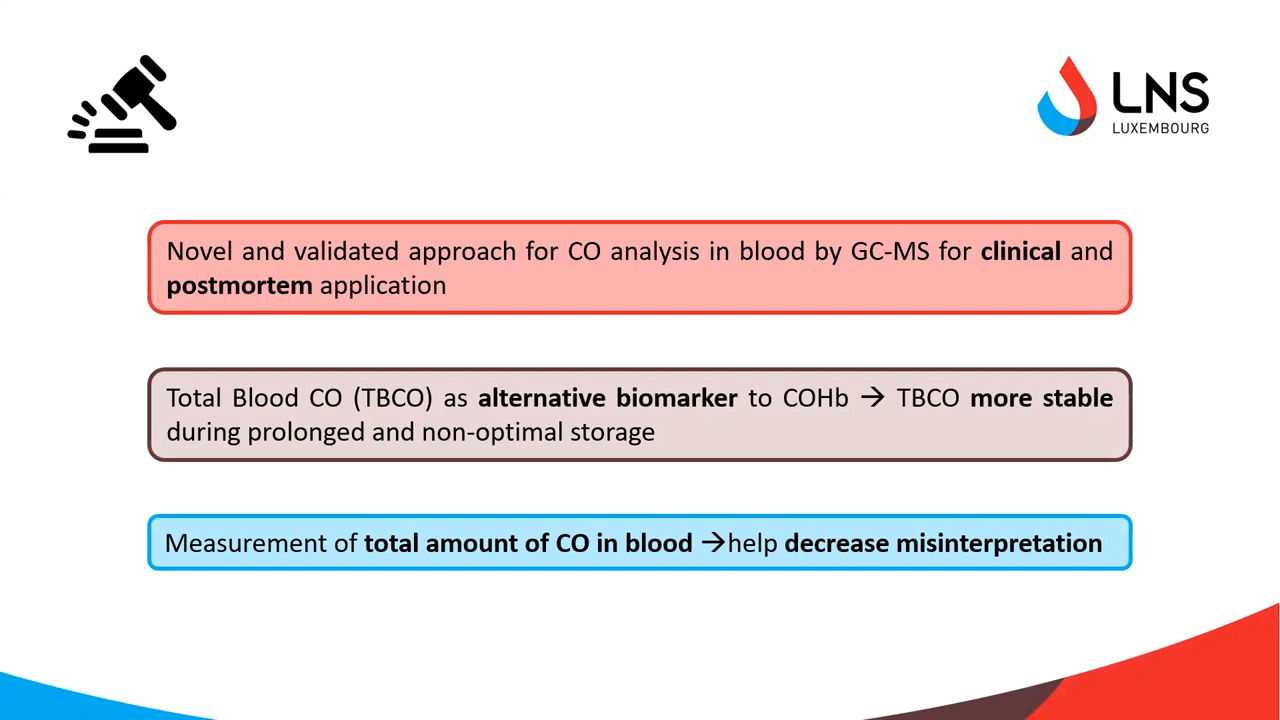 LNS
LUXEMBOURG
Novel and validated approach for CO analysis in blood by GC-MS for clinical and
postmortem application
Total Blood CO (TBCO) as alternative biomarker to COHb → TBCO more stable
during prolonged and non-optimal storage
Measurement of total amount of CO in blood →help decrease misinterpretation